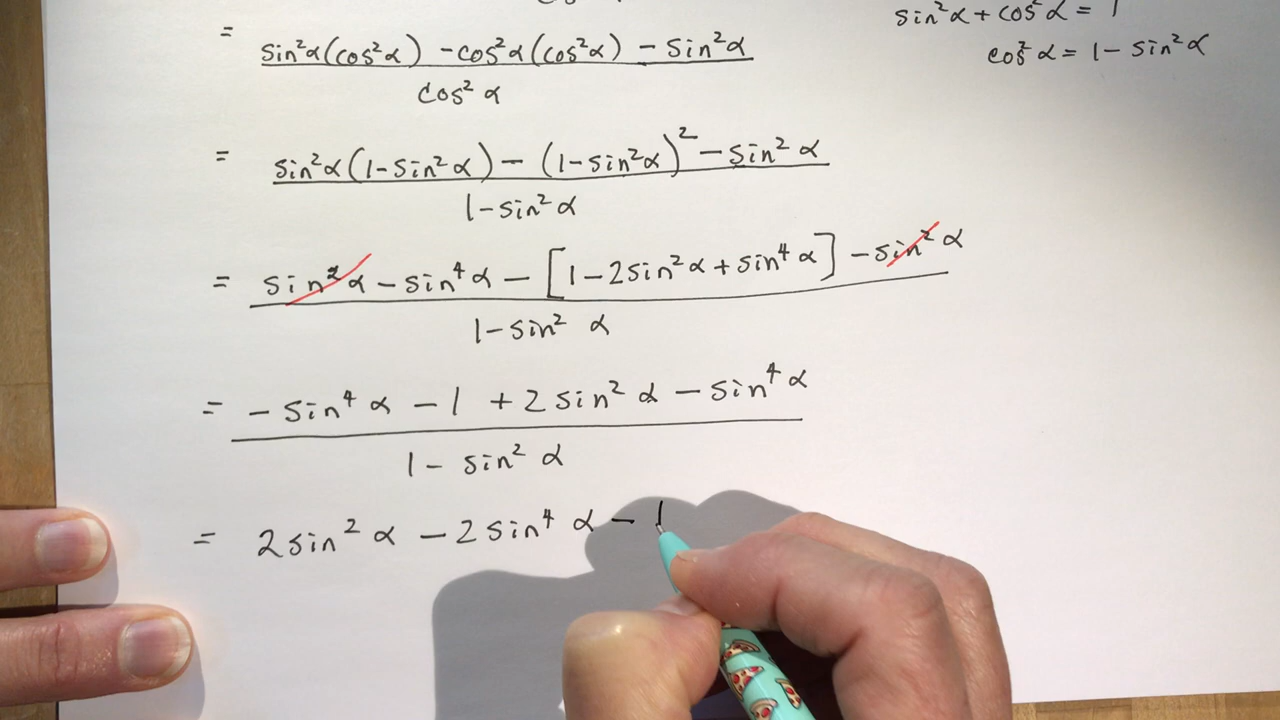 sin²α + cos²α = 1
cos²α = 1 - sin²α
=
sin²α(cos²α) - cos²α(cos²α) - sin²α
cos²α
= sin²α(1-sin²α) - (1-sin²α)² - sin²α
1-sin²α
= sin²α - sin⁴α - [1-2sin²α + sin⁴α] - sin²α
1-sin²α
= -sin⁴α - 1 + 2sin²α - sin⁴α
1 - sin²α
= 2sin²α - 2sin⁴α - 1